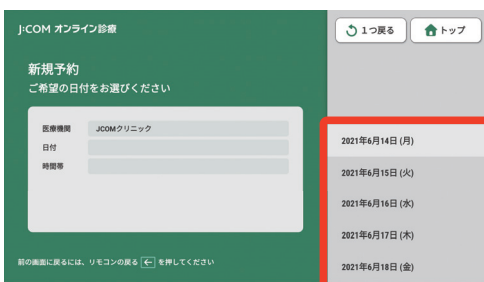 J:COM オンライン診療
1つ戻る
トップ
新規予約
ご希望の日付をお選びください
医療機関 JCOMクリニック
日付
時間帯
前の画面に戻るには、リモコンの戻る ← を押してください
2021年6月14日 (月)
2021年6月15日 (火)
2021年6月16日 (水)
2021年6月17日 (木)
2021年6月18日 (金)